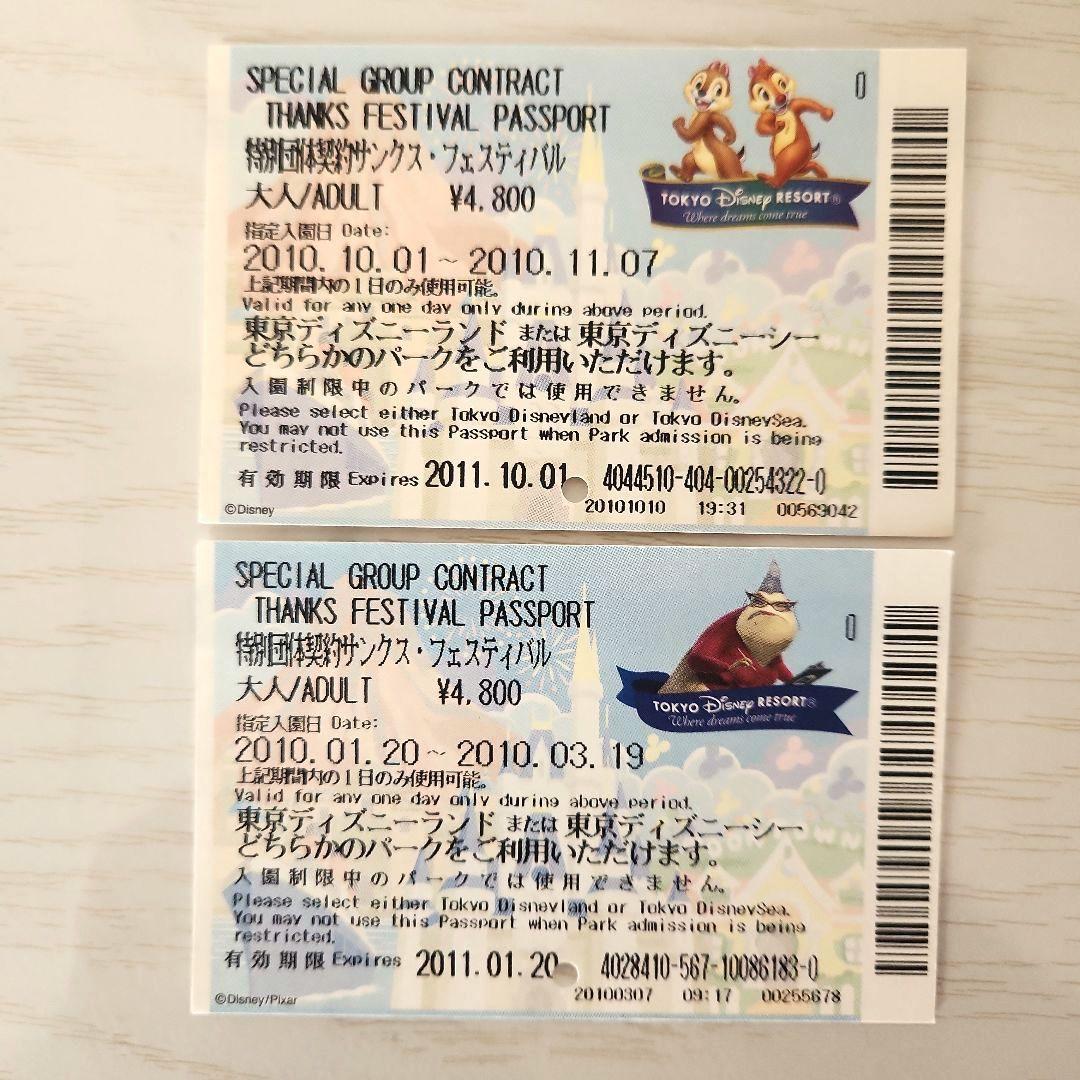 SPECIAL GROUP CONTRACT
THANKS FESTIVAL PASSPORT
特別団体契約サンクス・フェスティバル
大人/ADULT ¥4,800
指定入園日 Date:
2010.10.01~2010.11.07
上記期間内の1日のみ使用可能。
Valid for any one day only during above period.
東京ディズニーランド または 東京ディズニーシー
どちらかのパークをご利用いただけます。
入園制限中のパークでは使用できません。
Please select either Tokyo Disneyland or Tokyo DisneySea.
You may not use this Passport when Park admission is being
restricted.
有効期限 Expires 2011.10.01 4044510-404-00254322-0
20101010 19:31 00569042
©Disney
TOKYO Disney RESORT®
Where dreams come true
0
SPECIAL GROUP CONTRACT
THANKS FESTIVAL PASSPORT
特別団体契約サンクス・フェスティバル
大人/ADULT ¥4,800
指定入園日 Date:
2010.01.20~2010.03.19
上記期間内の1日のみ使用可能。
Valid for any one day only during above period.
東京ディズニーランド または 東京ディズニーシー
どちらかのパークをご利用いただけます。
入園制限中のパークでは使用できません。
Please select either Tokyo Disneyland or Tokyo DisneySea.
You may not use this Passport when Park admission is being
restricted.
有効期限 Expires 2011.01.20 4028410-567-10086183-0
20100307 09:17 00255678
©Disney/Pixar
TOKYO Disney RESORT®
Where dreams come true
0